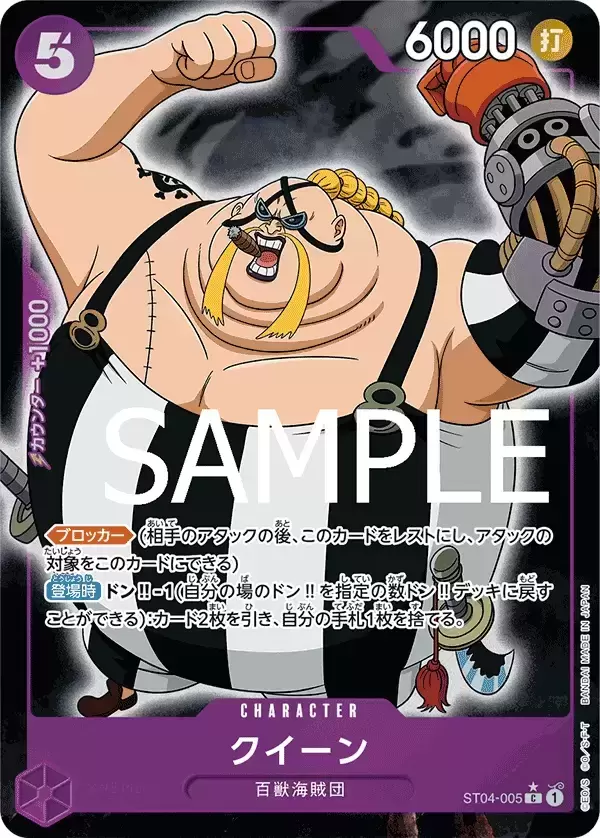 5
6000
打
カウンター +1000
SAMPLE
ブロッカー (相手のアタックの後、このカードをレストにし、アタックの
対象をこのカードにできる)
登場時 ドン!!-1(自分の場のドン!!を指定の数ドン!!デッキに戻す
ことができる):カード2枚を引き、自分の手札1枚を捨てる。
CHARACTER
クイーン
百獣海賊団
ST04-005 C 1
©E.O/S ©O/S・F・T BANDAI MADE IN JAPAN